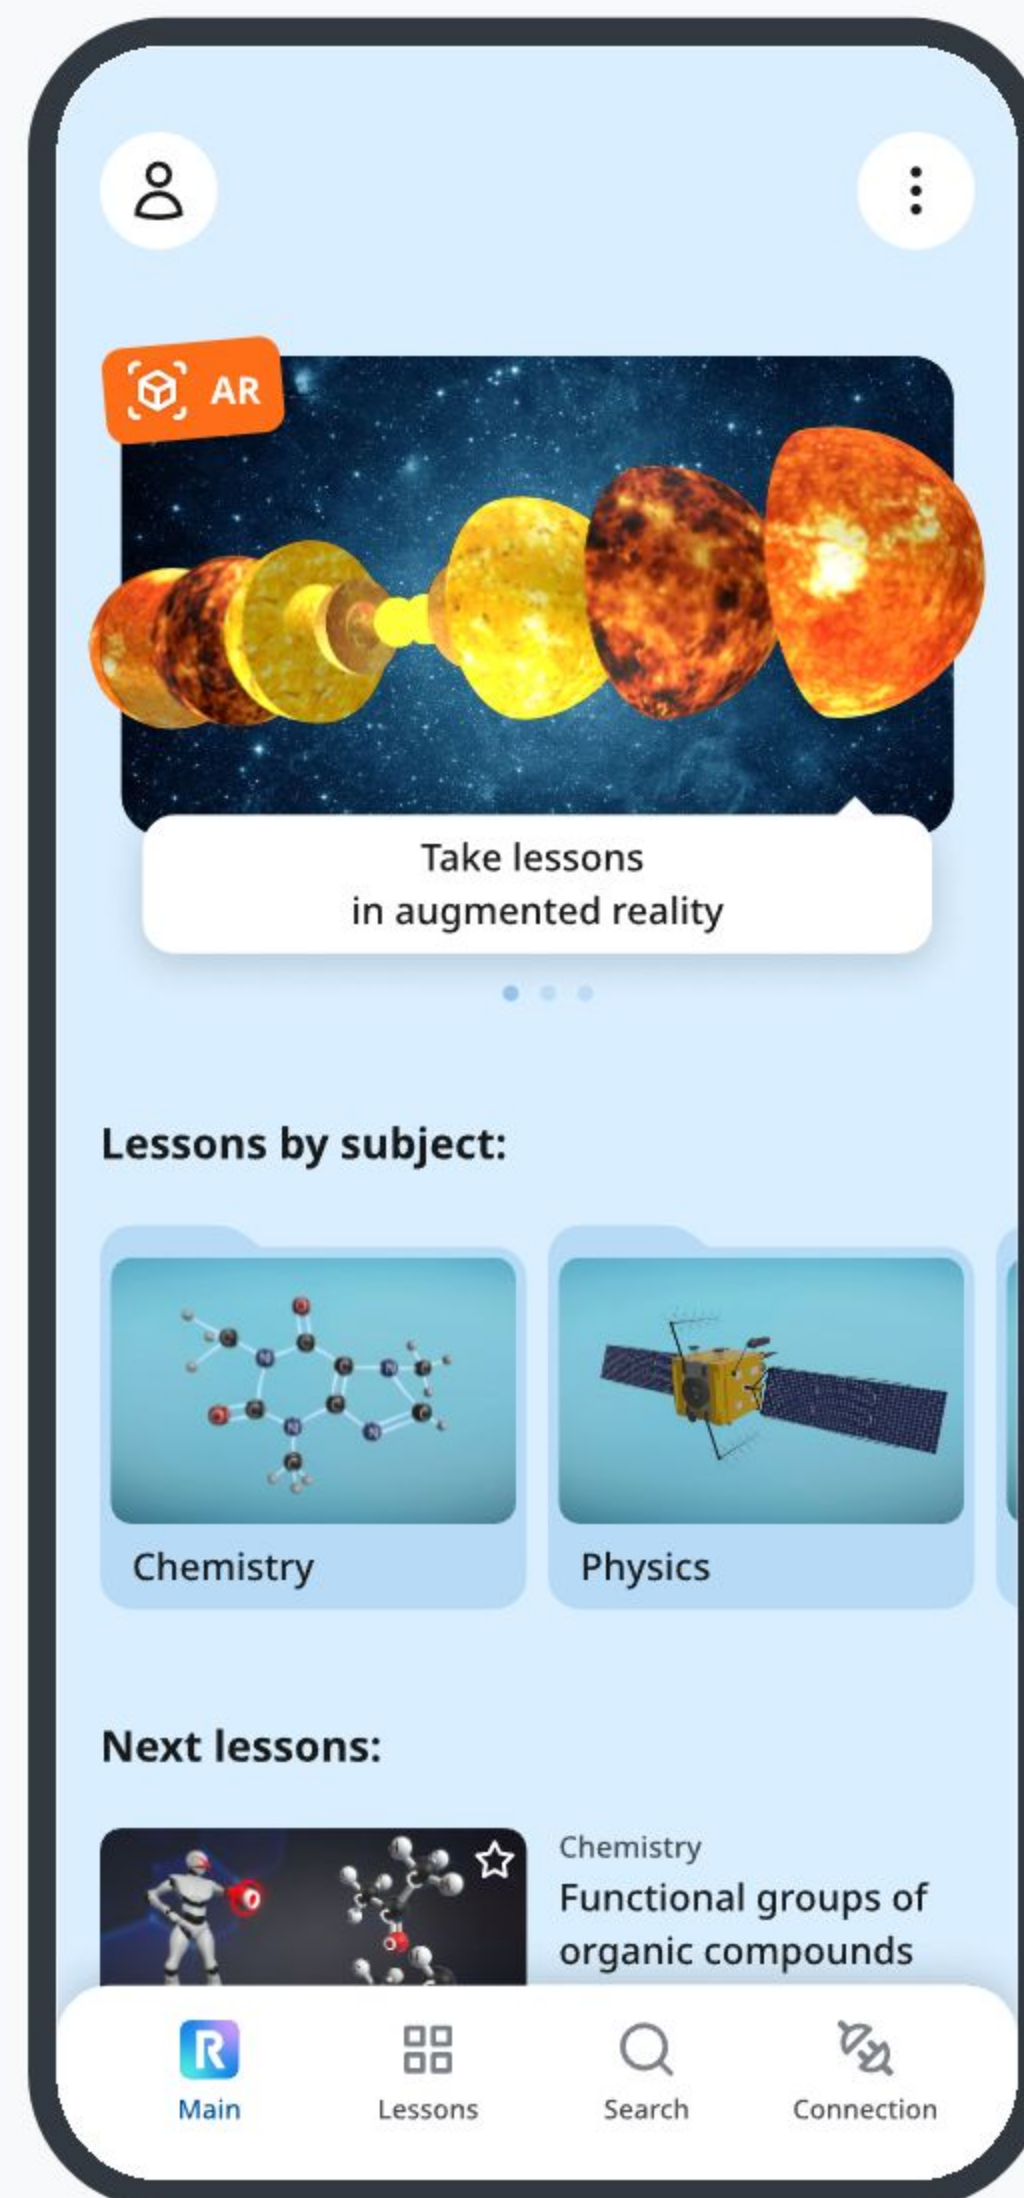 AR
Take lessons
in augmented reality
Lessons by subject:
Chemistry
Physics
Next lessons:
Chemistry
Functional groups of
organic compounds
R
Main
Lessons
Search
Connection